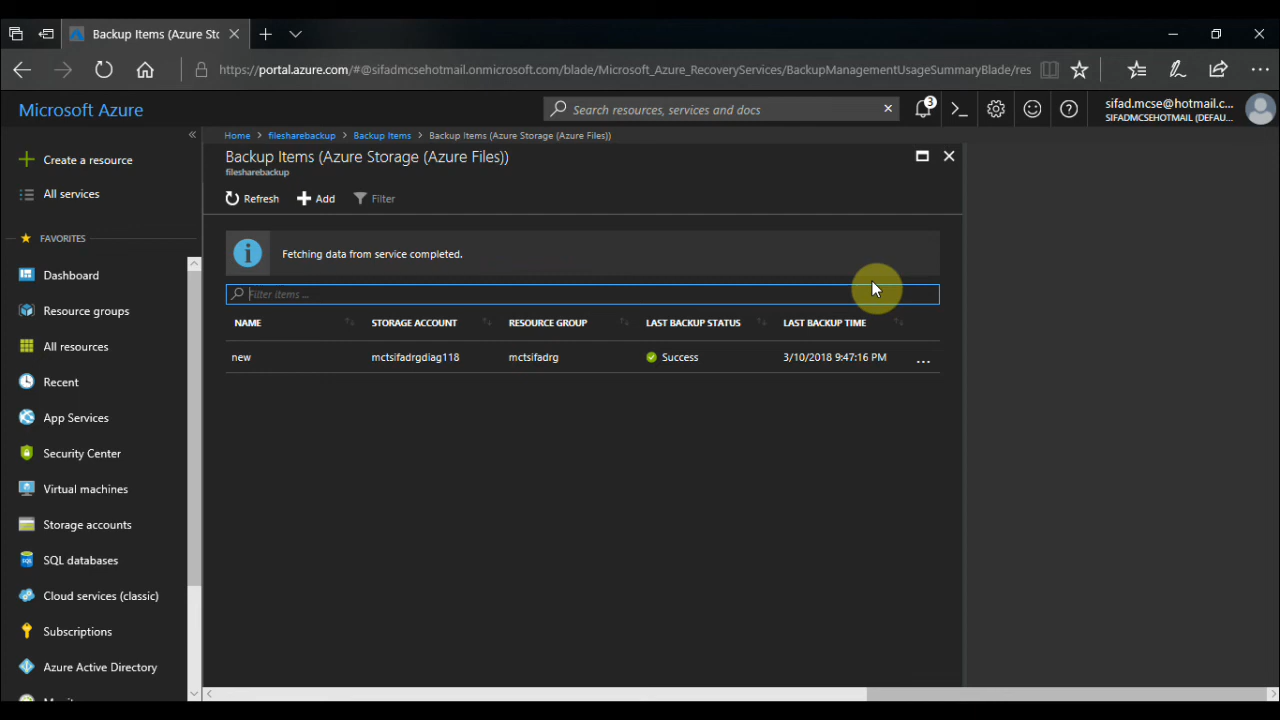 Backup Items (Azure Stc
https://portal.azure.com/#@sifadmcsehotmail.onmicrosoft.com/blade/Microsoft_Azure_RecoveryServices/BackupManagementUsageSummaryBlade/res
Microsoft Azure
Search resources, services and docs
3
sifad.mcse@hotmail.c...
SIFADMCSEHOTMAIL (DEFAU...
Home > filesharebackup > Backup Items > Backup Items (Azure Storage (Azure Files))
Backup Items (Azure Storage (Azure Files))
filesharebackup
Refresh Add Filter
Create a resource
All services
FAVORITES
Dashboard
Resource groups
All resources
Recent
App Services
Security Center
Virtual machines
Storage accounts
SQL databases
Cloud services (classic)
Subscriptions
Azure Active Directory
Fetching data from service completed.
Filter items ...
NAME STORAGE ACCOUNT RESOURCE GROUP LAST BACKUP STATUS LAST BACKUP TIME
new mctsifadrgdiag118 mctsifadrg Success 3/10/2018 9:47:16 PM ...